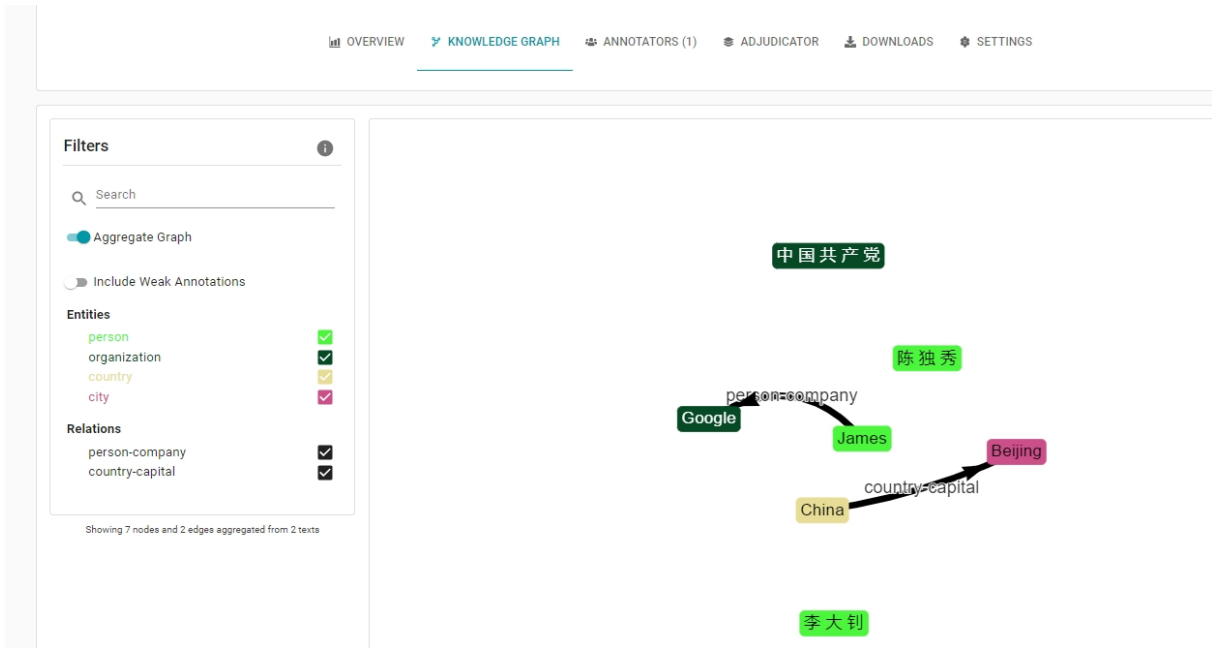 OVERVIEW KNOWLEDGE GRAPH ANNOTATORS (1) ADJUDICATOR DOWNLOADS SETTINGS
Filters
Search
Aggregate Graph
Include Weak Annotations
Entities
person
organization
country
city
Relations
person-company
country-capital
Showing 7 nodes and 2 edges aggregated from 2 texts
中国共产党
陈独秀
person-company
Google
James
Beijing
country-capital
China
李大钊